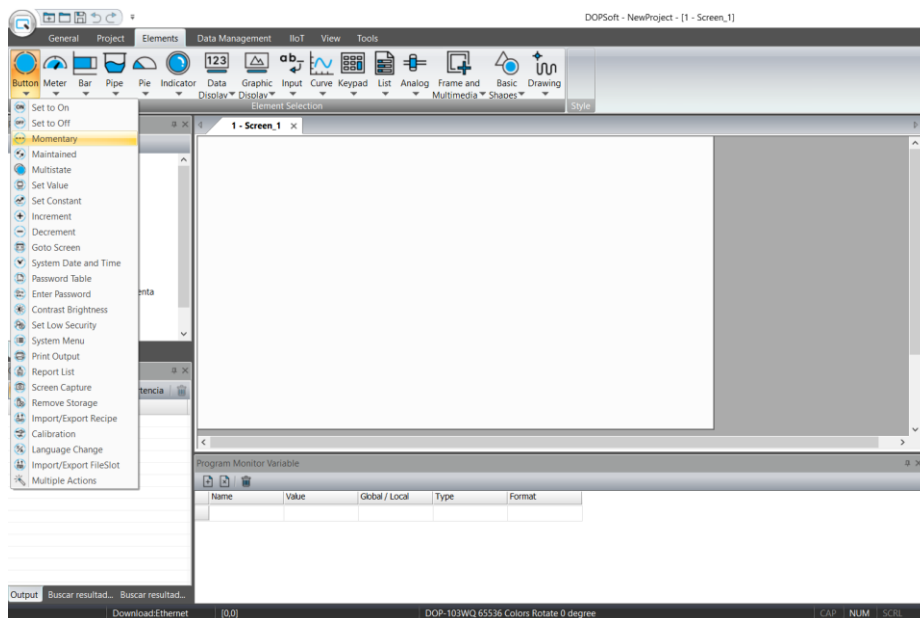 DOPSoft - NewProject - [1 - Screen_1]
General Project Elements Data Management IIoT View Tools
123 ab
Button Meter Bar Pipe Pie Indicator Data Display Graphic Display Input Curve Keypad List Analog Frame and Multimedia Basic Shapes Drawing
Element Selection Style
ON Set to On
OFF Set to Off
1 - Screen_1
Momentary
Maintained
Multistate
Set Value
Set Constant
Increment
Decrement
Goto Screen
System Date and Time
Password Table
Enter Password enta
Contrast Brightness
Set Low Security
System Menu
Print Output
Report List
Screen Capture tencia
Remove Storage
Import/Export Recipe
Calibration
Language Change
Import/Export FileSlot
Multiple Actions
Program Monitor Variable
Name Value Global / Local Type Format
Output Buscar resultad... Buscar resultad...
Download:Ethernet [0,0] DOP-103WQ 65536 Colors Rotate 0 degree CAP NUM SCRL